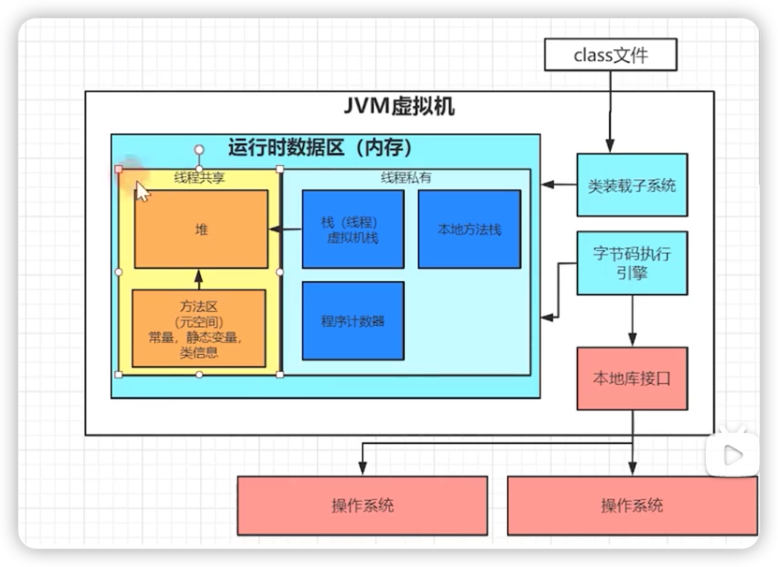 class文件
JVM虚拟机
运行时数据区（内存）
线程共享
线程私有
堆
栈（线程）
虚拟机栈
本地方法栈
类装载子系统
方法区
（元空间）
常量，静态变量，
类信息
程序计数器
字节码执行
引擎
本地库接口
操作系统
操作系统